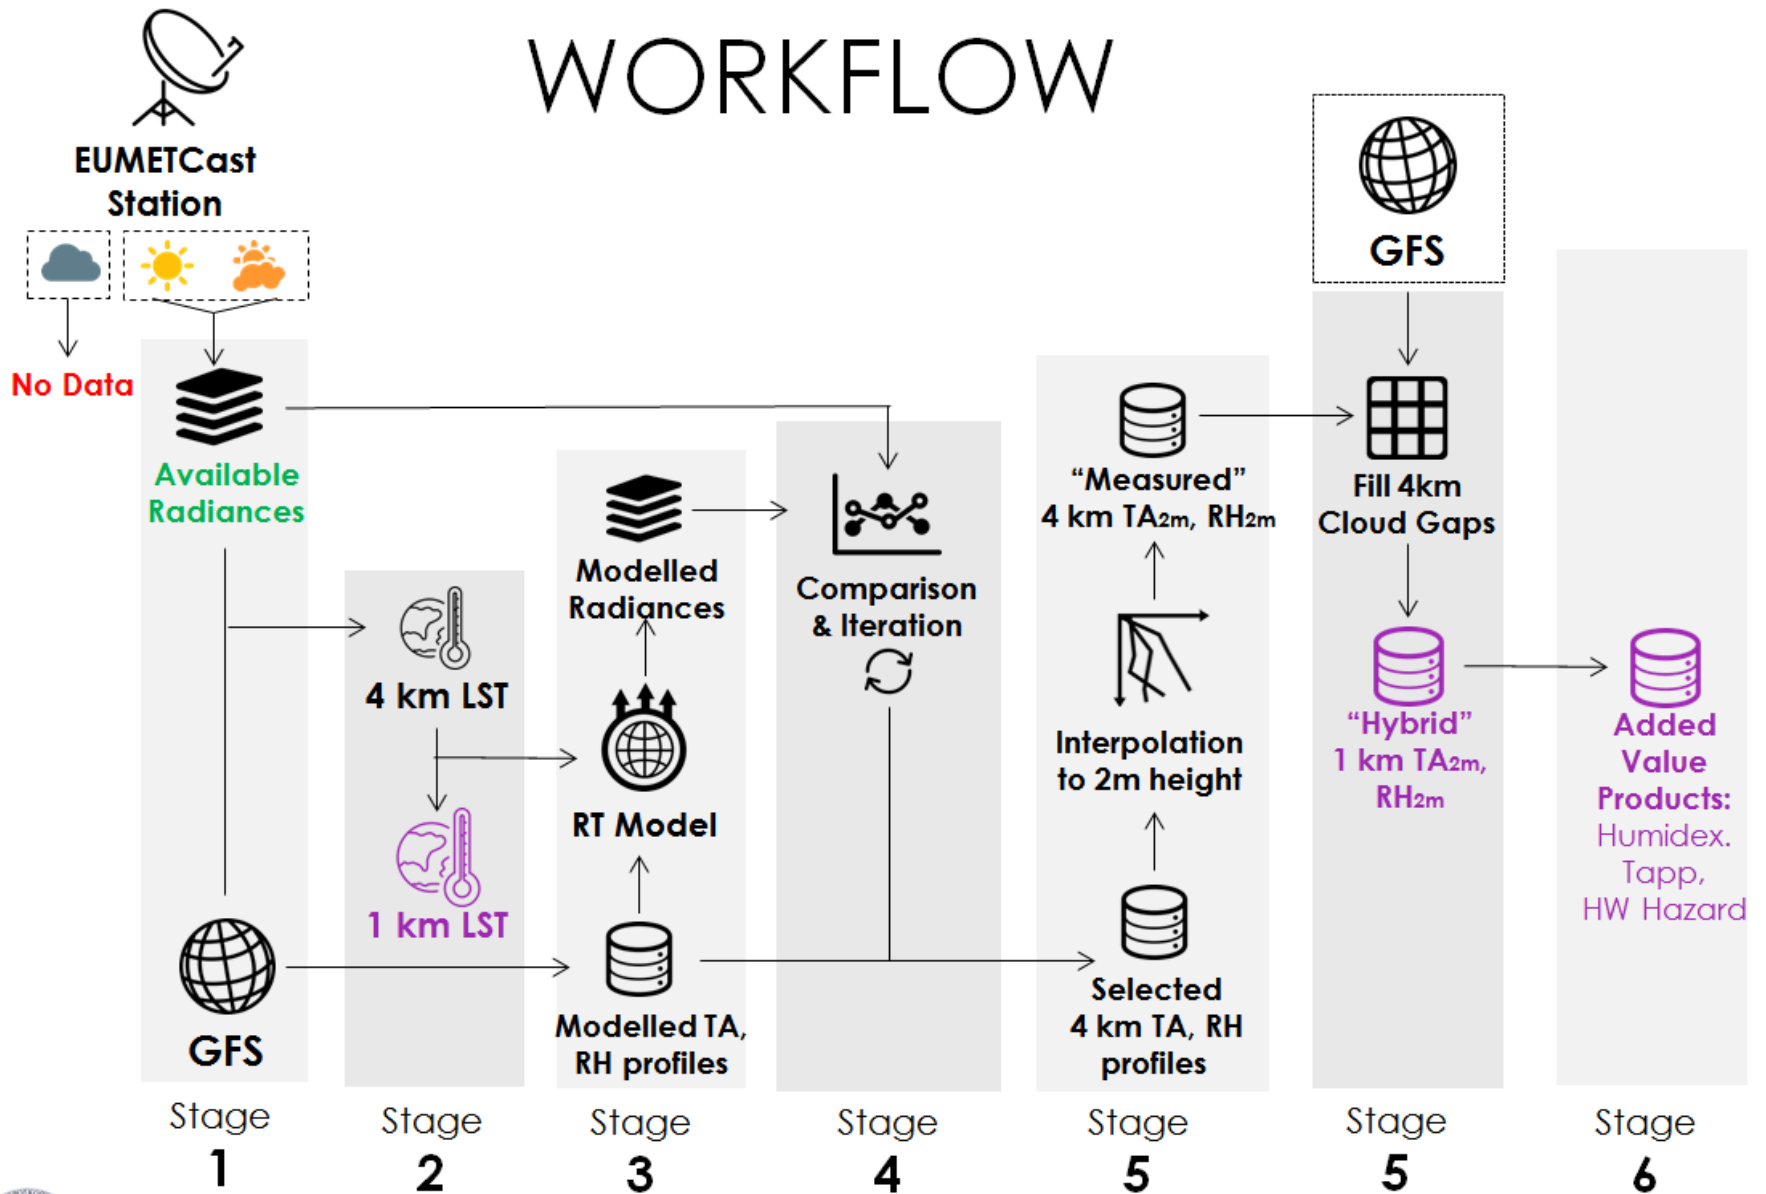 WORKFLOW
EUMETCast
Station
No Data
Available
Radiances
GFS
4 km LST
1 km LST
Modelled
Radiances
RT Model
Modelled TA,
RH profiles
Comparison
& Iteration
"Measured"
4 km TA2m, RH2m
Interpolation
to 2m height
Selected
4 km TA, RH
profiles
GFS
Fill 4km
Cloud Gaps
"Hybrid"
1 km TA2m,
RH2m
Added
Value
Products:
Humidex.
Tapp,
HW Hazard
Stage
1
Stage
2
Stage
3
Stage
4
Stage
5
Stage
5
Stage
6